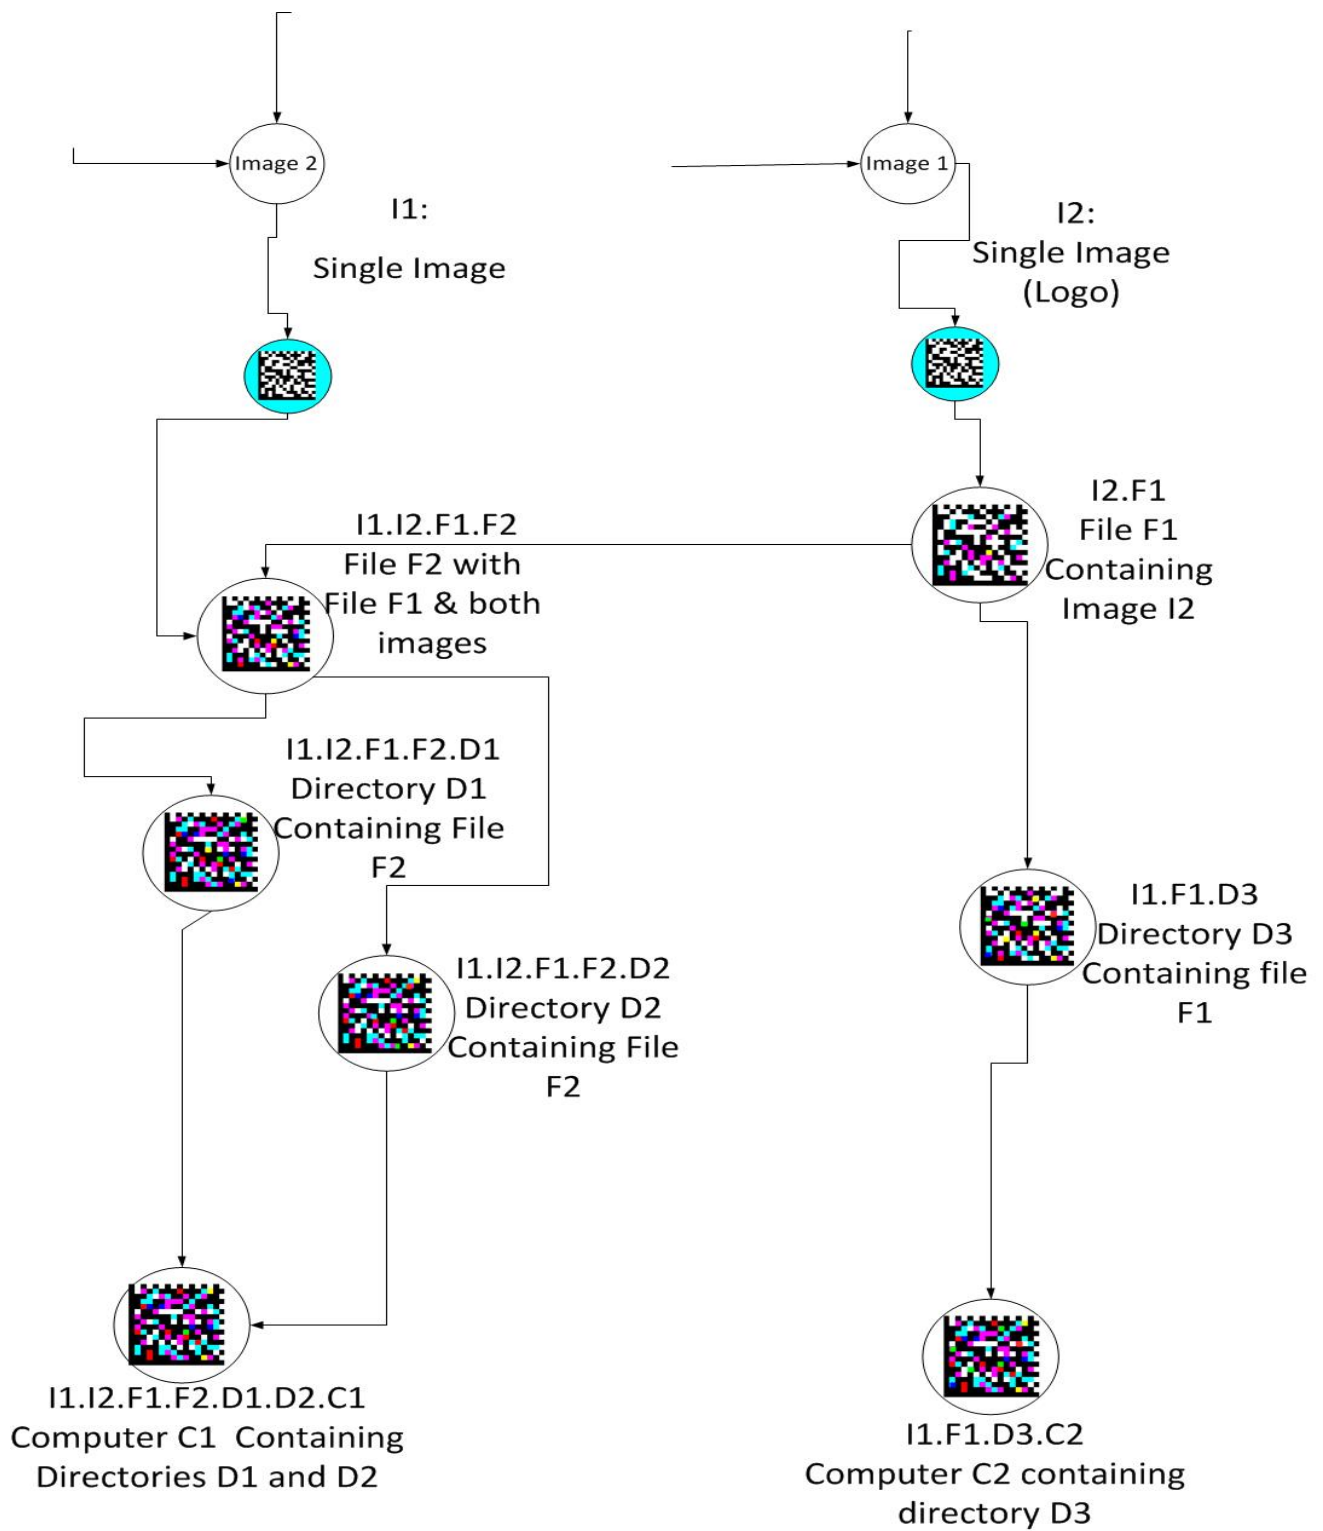 Image 2
Image 1
I1:
Single Image
I2:
Single Image
(Logo)
I2.F1
File F1
Containing
Image I2
I1.I2.F1.F2
File F2 with
File F1 & both
images
I1.I2.F1.F2.D1
Directory D1
Containing File
F2
I1.F1.D3
Directory D3
Containing file
F1
I1.I2.F1.F2.D2
Directory D2
Containing File
F2
I1.I2.F1.F2.D1.D2.C1
Computer C1 Containing
Directories D1 and D2
I1.F1.D3.C2
Computer C2 containing
directory D3